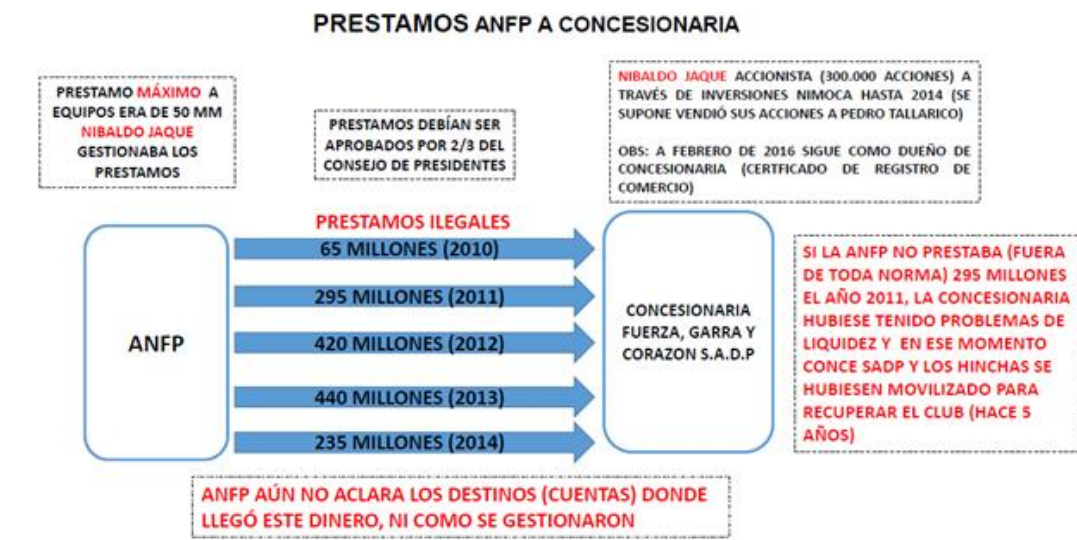 PRESTAMOS ANFP A CONCESIONARIA
PRESTAMO MÁXIMO A
EQUIPOS ERA DE 50 MM
NIBALDO JAQUE
GESTIONABA LOS
PRESTAMOS
PRESTAMOS DEBÍAN SER
APROBADOS POR 2/3 DEL
CONSEJO DE PRESIDENTES
NIBALDO JAQUE ACCIONISTA (300.000 ACCIONES) A
TRAVÉS DE INVERSIONES NIMOCA HASTA 2014 (SE
SUPONE VENDIÓ SUS ACCIONES A PEDRO TALLARICO)
OBS: A FEBRERO DE 2016 SIGUE COMO DUEÑO DE
CONCESIONARIA (CERTFICADO DE REGISTRO DE
COMERCIO)
PRESTAMOS ILEGALES
65 MILLONES (2010)
295 MILLONES (2011)
420 MILLONES (2012)
440 MILLONES (2013)
235 MILLONES (2014)
ANFP
CONCESIONARIA
FUERZA, GARRA Y
CORAZON S.A.D.P
SI LA ANFP NO PRESTABA (FUERA
DE TODA NORMA) 295 MILLONES
EL AÑO 2011, LA CONCESIONARIA
HUBIESE TENIDO PROBLEMAS DE
LIQUIDEZ Y EN ESE MOMENTO
CONCE SADP Y LOS HINCHAS SE
HUBIESEN MOVILIZADO PARA
RECUPERAR EL CLUB (HACE 5
AÑOS)
ANFP AÚN NO ACLARA LOS DESTINOS (CUENTAS) DONDE
LLEGÓ ESTE DINERO, NI COMO SE GESTIONARON